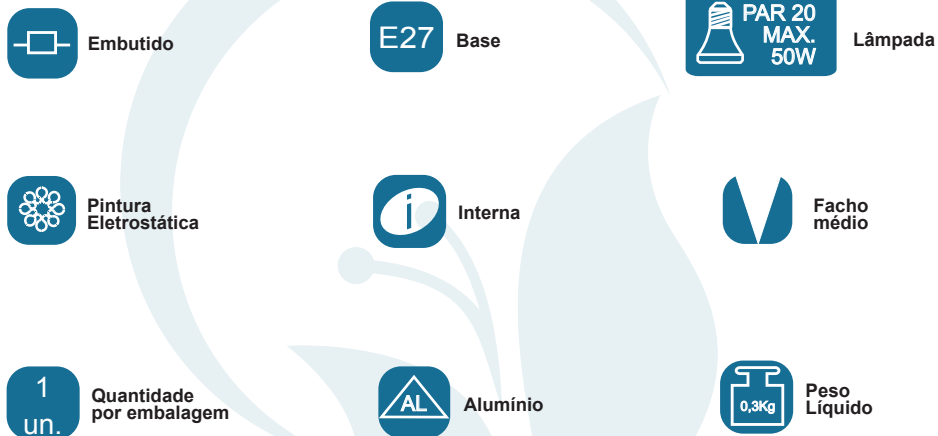 Embutido
E27
Base
PAR 20
MAX.
50W
Lâmpada
Pintura
Eletrostática
i
Interna
Facho
médio
1
un.
Quantidade
por embalagem
AL
Alumínio
0,3Kg
Peso
Líquido